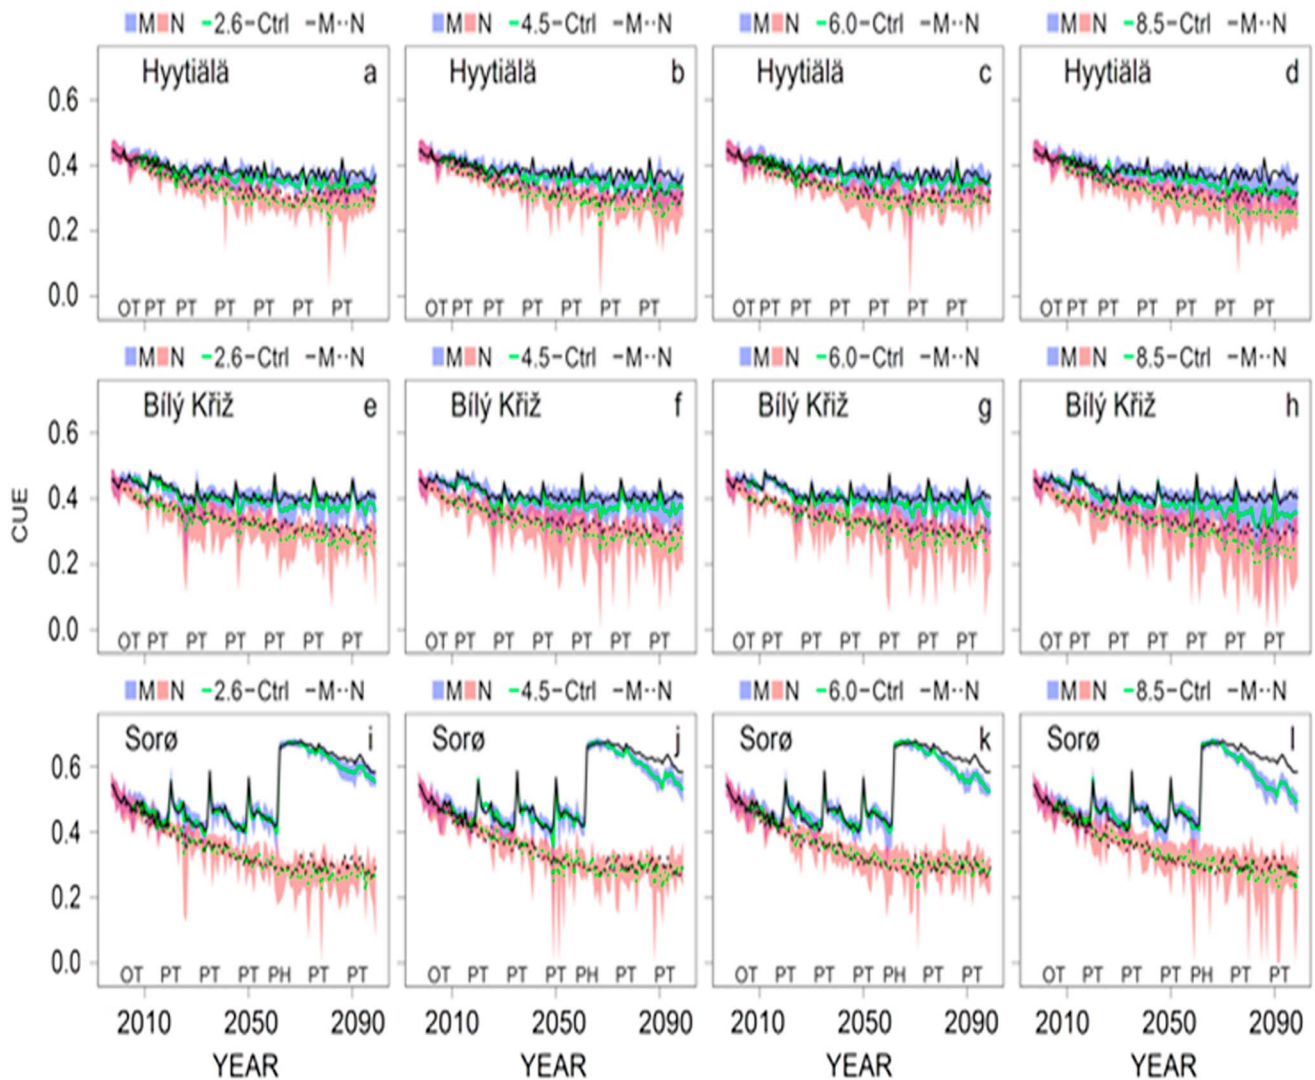 M N 2.6 Ctrl M N M N 4.5 Ctrl M N M N 6.0 Ctrl M N M N 8.5 Ctrl M N
Hyytiälä a Hyytiälä b Hyytiälä c Hyytiälä d
0.6
0.4
0.2
0.0
OT PT PT PT PT PT PT OT PT PT PT PT PT PT OT PT PT PT PT PT PT OT PT PT PT PT PT PT
M N 2.6 Ctrl M N M N 4.5 Ctrl M N M N 6.0 Ctrl M N M N 8.5 Ctrl M N
Bílý Křiž e Bílý Křiž f Bílý Křiž g Bílý Křiž h
0.6
0.4
CUE
0.2
0.0
OT PT PT PT PT PT PT OT PT PT PT PT PT PT OT PT PT PT PT PT PT OT PT PT PT PT PT PT
M N 2.6 Ctrl M N M N 4.5 Ctrl M N M N 6.0 Ctrl M N M N 8.5 Ctrl M N
Sorø i Sorø j Sorø k Sorø l
0.6
0.4
0.2
0.0
OT PT PT PT PH PT PT OT PT PT PT PH PT PT OT PT PT PT PH PT PT OT PT PT PT PH PT PT
2010 2050 2090 2010 2050 2090 2010 2050 2090 2010 2050 2090
YEAR YEAR YEAR YEAR